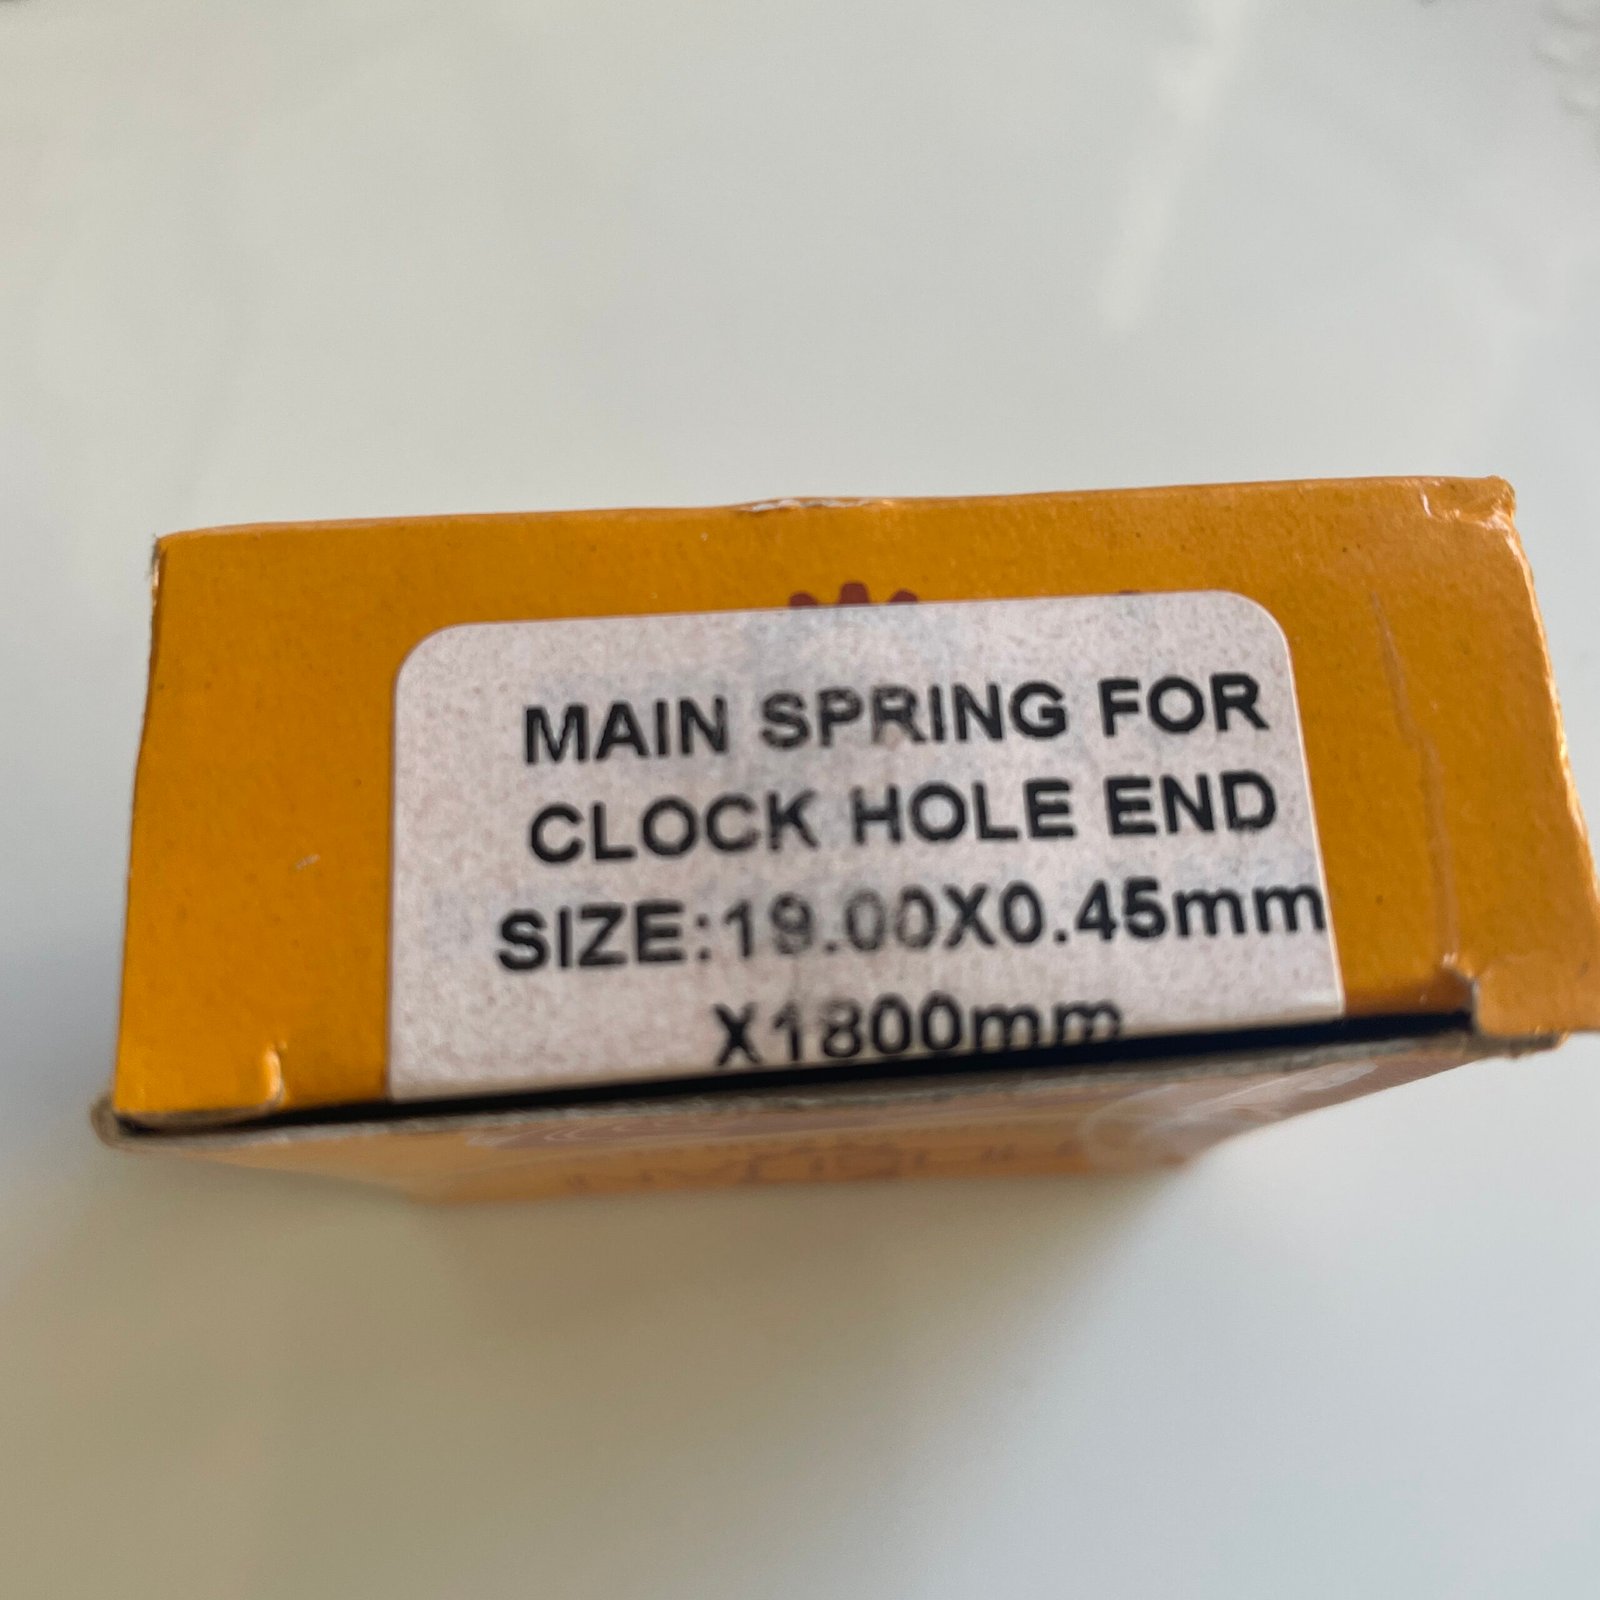 MAIN SPRING FOR
CLOCK HOLE END
SIZE:19.00X0.45mm
X1800mm